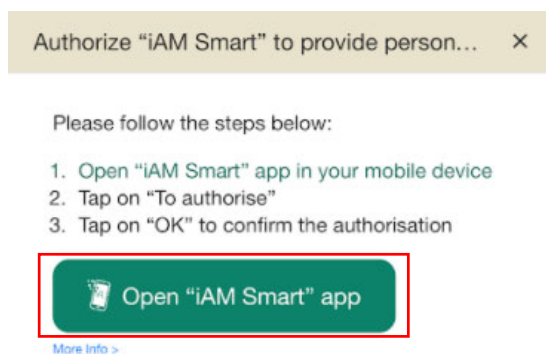 Authorize “iAM Smart” to provide person... ×
Please follow the steps below:
1. Open “iAM Smart” app in your mobile device
2. Tap on “To authorise”
3. Tap on “OK” to confirm the authorisation
Open “iAM Smart” app
More Info >